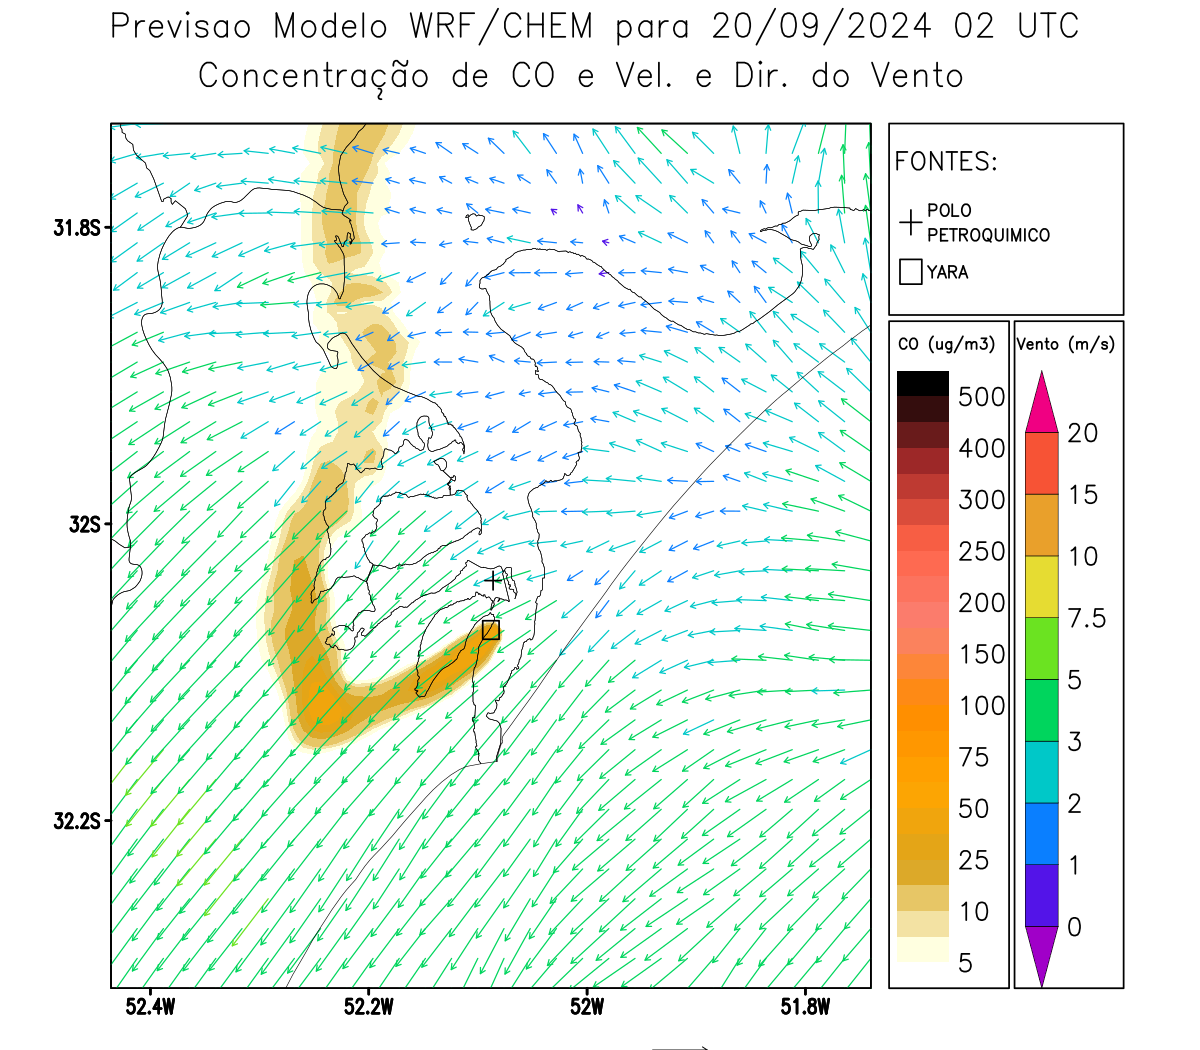 Previsao Modelo WRF/CHEM para 20/09/2024 02 UTC
Concentração de CO e Vel. e Dir. do Vento
FONTES:
POLO
PETROQUIMICO
YARA
CO (ug/m3)
500
400
300
250
200
150
100
75
50
25
10
5
Vento (m/s)
20
15
10
7.5
5
3
2
1
0
31.8S
32S
32.2S
52.4W
52.2W
52W
51.8W